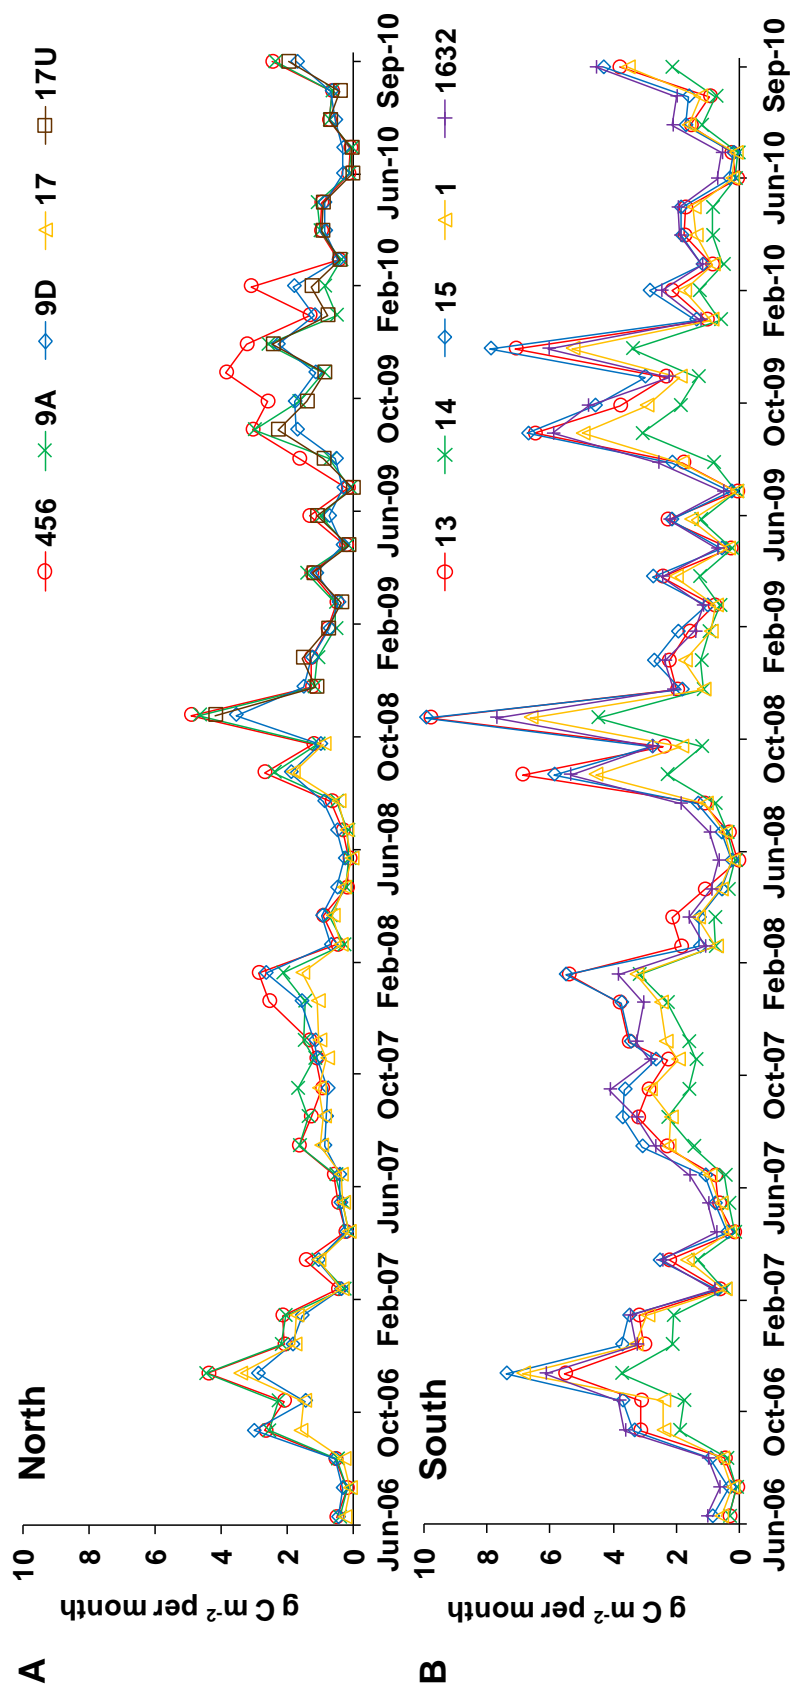 A
North
456 9A 9D 17 17U
g C m-2 per month
10
8
6
4
2
0
Jun-06 Oct-06 Feb-07 Jun-07 Oct-07 Feb-08 Jun-08 Oct-08 Feb-09 Jun-09 Oct-09 Feb-10 Jun-10 Sep-10
B
South
13 14 15 1 1632
g C m-2 per month
10
8
6
4
2
0
Jun-06 Oct-06 Feb-07 Jun-07 Oct-07 Feb-08 Jun-08 Oct-08 Feb-09 Jun-09 Oct-09 Feb-10 Jun-10 Sep-10